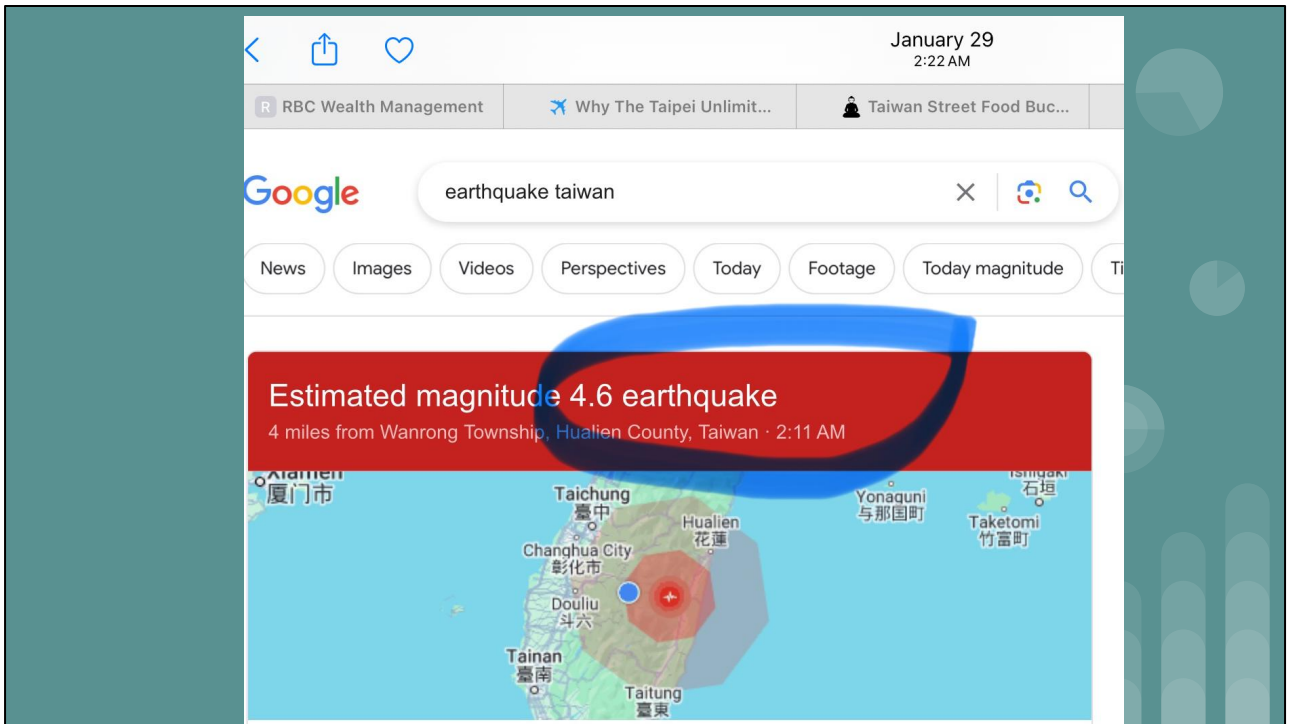 January 29
2:22 AM
R RBC Wealth Management
Why The Taipei Unlimit...
Taiwan Street Food Buc...
Google
earthquake taiwan
News
Images
Videos
Perspectives
Today
Footage
Today magnitude
Ti
Estimated magnitude 4.6 earthquake
4 miles from Wanrong Township, Hualien County, Taiwan · 2:11 AM
Xiamen
厦门市
Taichung
臺中
Hualien
花蓮
Changhua City
彰化市
Douliu
斗六
Tainan
臺南
Taitung
臺東
Yonaguni
与那国町
Ishigaki
石垣
Taketomi
竹富町